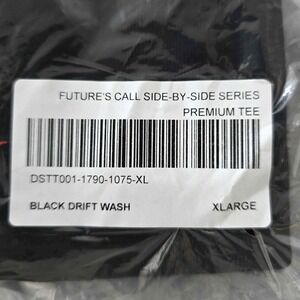 FUTURE'S CALL SIDE-BY-SIDE SERIES
PREMIUM TEE
DSTT001-1790-1075-XL
BLACK DRIFT WASH XLARGE